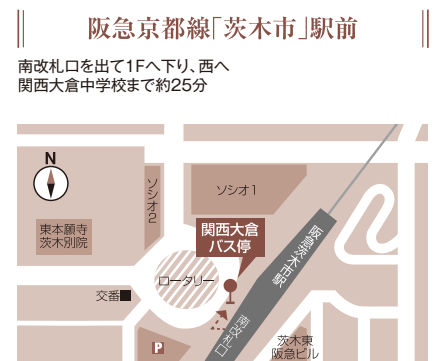 阪急京都線「茨木市」駅前
南改札口を出て1Fへ下り、西へ
関西大倉中学校まで約25分
N
ソシオ2
ソシオ1
東本願寺
茨木別院
関西大倉
バス停
阪急茨木市駅
ロータリー
交番
南改札口
P
茨木東
阪急ビル